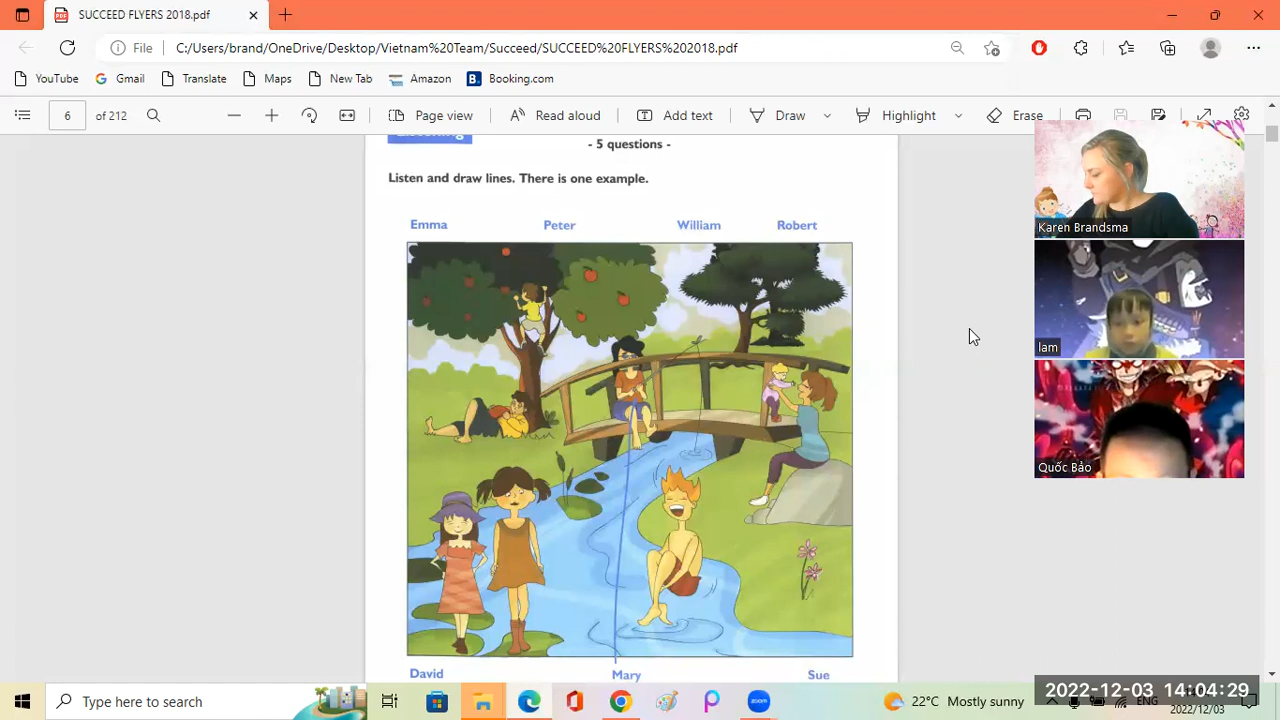 SUCCEED FLYERS 2018.pdf
File
C:/Users/brand/OneDrive/Desktop/Vietnam%20Team/Succeed/SUCCEED%20FLYERS%202018.pdf
YouTube
Gmail
Translate
Maps
New Tab
Amazon
Booking.com
6 of 212
Page view
Read aloud
Add text
Draw
Highlight
Erase
- 5 questions -
Listen and draw lines. There is one example.
Emma Peter William Robert
David Mary Sue
Karen Brandsma
lam
Quốc Bảo
Type here to search
22°C Mostly sunny
ENG
2022-12-03 14:04:29
2022/12/03